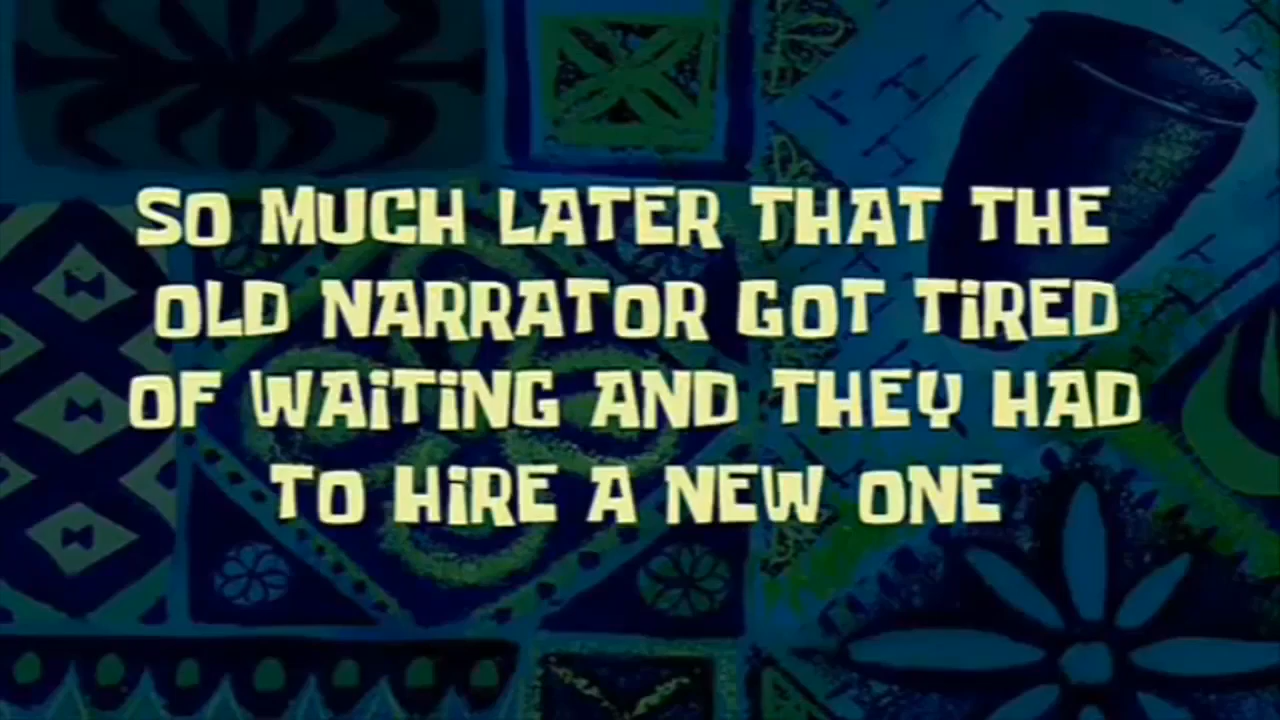 SO MUCH LATER THAT THE
OLD NARRATOR GOT TiRED
OF WAiTiNG AND THEY HAD
TO HiRE A NEW ONE